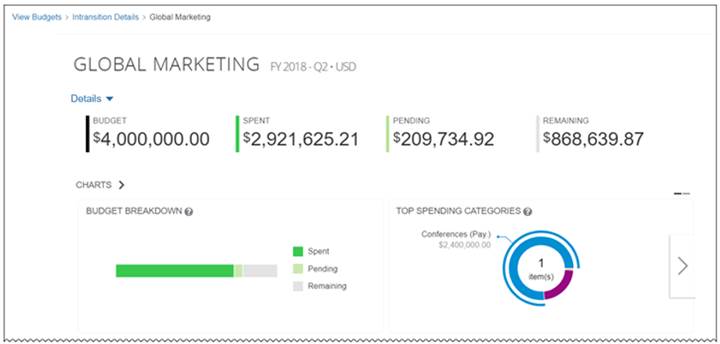 View Budgets > Intransition Details > Global Marketing
GLOBAL MARKETING FY 2018 - Q2 • USD
Details
BUDGET SPENT PENDING REMAINING
$4,000,000.00 $2,921,625.21 $209,734.92 $868,639.87
CHARTS
BUDGET BREAKDOWN ?
Spent
Pending
Remaining
TOP SPENDING CATEGORIES ?
Conferences (Pay.)
$2,400,000.00
1
item(s)